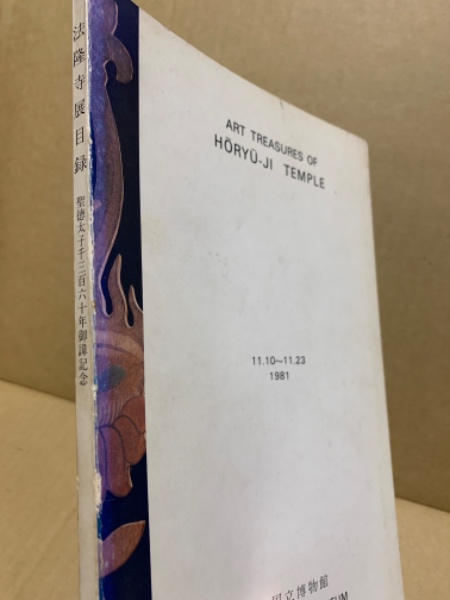 法隆寺展目録 聖徳太子千三百六十年御諱記念
ART TREASURES OF
HŌRYŪ-JI TEMPLE
11.10〜11.23
1981
国立博物館